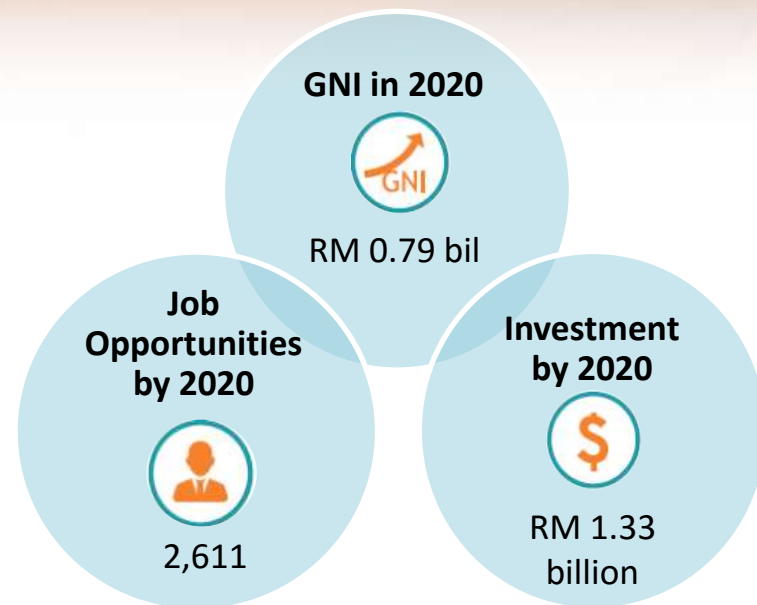 GNI in 2020
GNI
RM 0.79 bil
Job
Opportunities
by 2020
2,611
Investment
by 2020
$
RM 1.33
billion